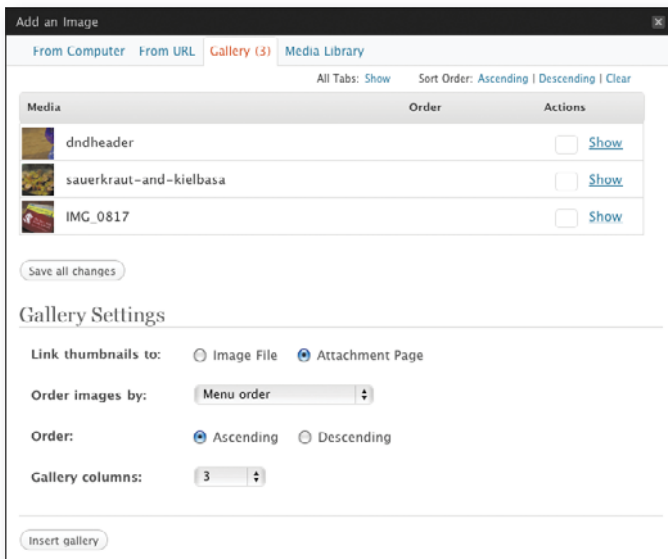 Add an Image
From Computer From URL Gallery (3) Media Library
All Tabs: Show Sort Order: Ascending | Descending | Clear
Media Order Actions
dndheader Show
sauerkraut-and-kielbasa Show
IMG_0817 Show
Save all changes
Gallery Settings
Link thumbnails to: Image File Attachment Page
Order images by: Menu order
Order: Ascending Descending
Gallery columns: 3
Insert gallery